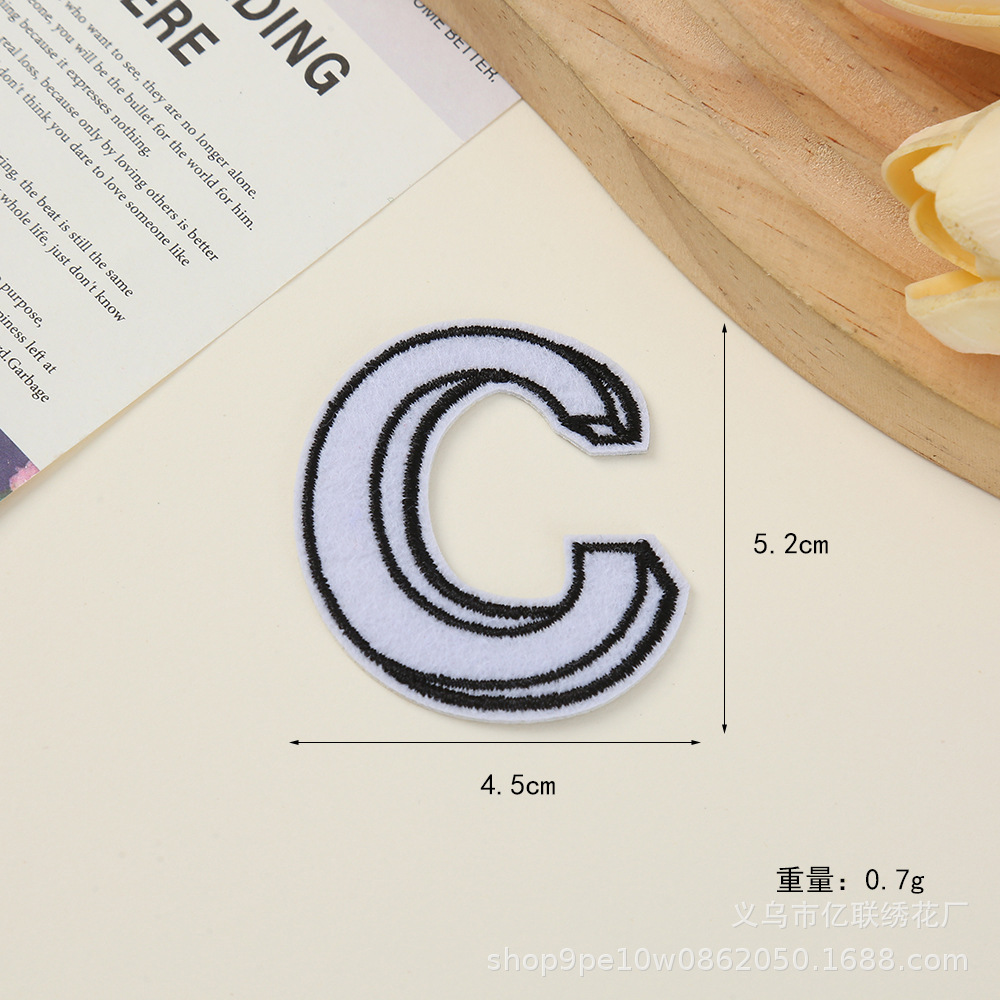 DING
ERE
OME BETTER.
who want to see, they are no longer alone.
eone, you will be the bullet for the world for him.
ing because it expresses nothing.
real loss, because only by loving others is better
don't think you dare to love someone like
ring, the beat is still the same
whole life, just don't know
purpose,
piness left at
rd.Garbage
C
5.2cm
4.5cm
重量: 0.7g
义乌市亿联绣花厂
shop9pe10w0862050.1688.com